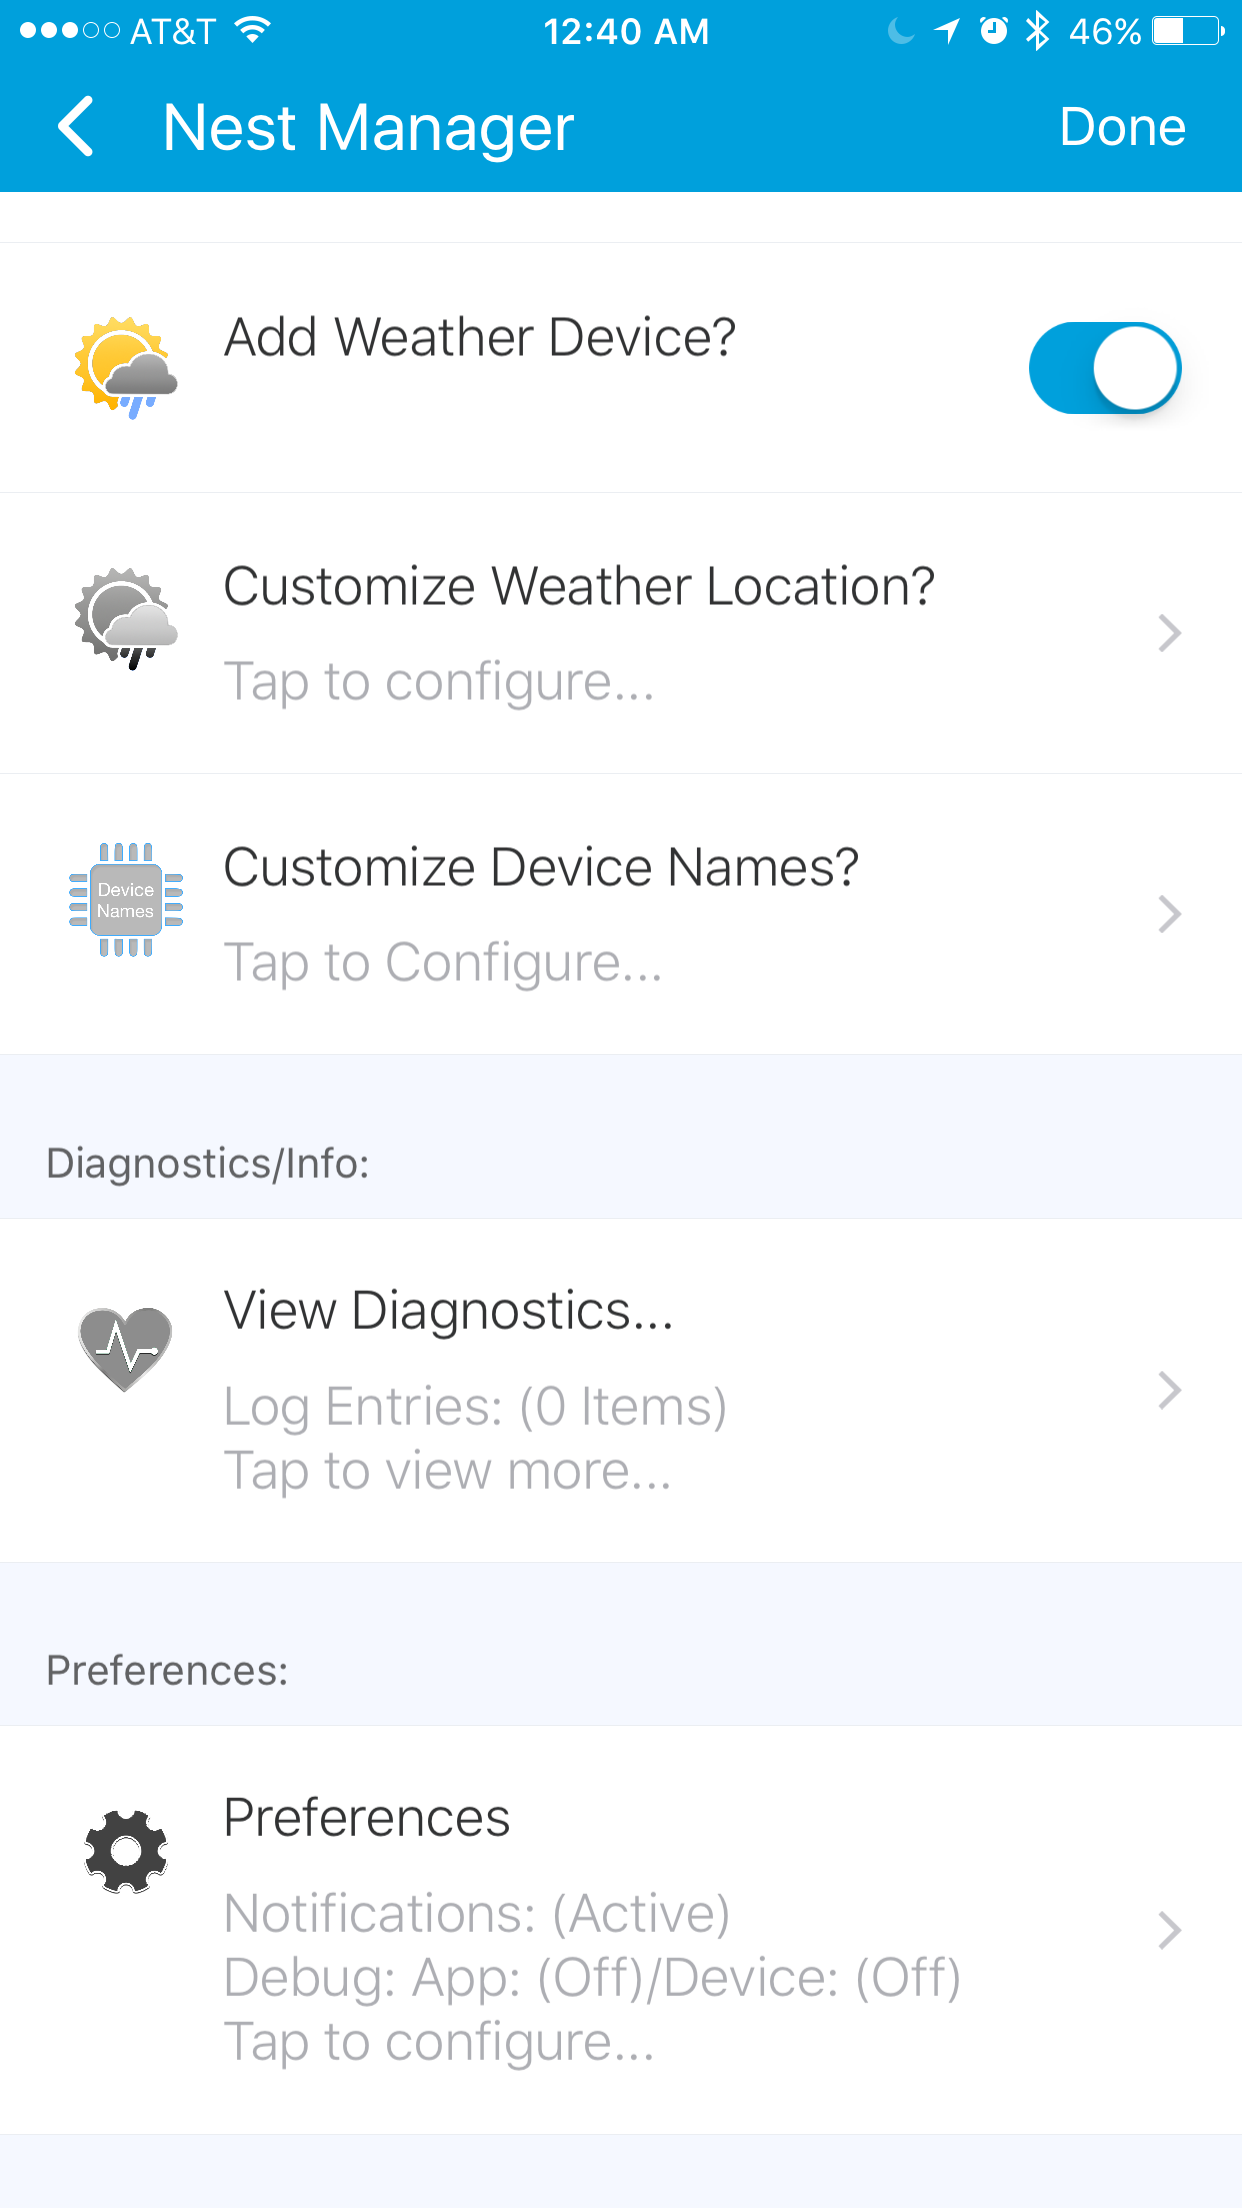 AT&T 12:40 AM 46%
Nest Manager Done
Add Weather Device?
Customize Weather Location?
Tap to configure...
Device
Names
Customize Device Names?
Tap to Configure...
Diagnostics/Info:
View Diagnostics...
Log Entries: (0 Items)
Tap to view more...
Preferences:
Preferences
Notifications: (Active)
Debug: App: (Off)/Device: (Off)
Tap to configure...